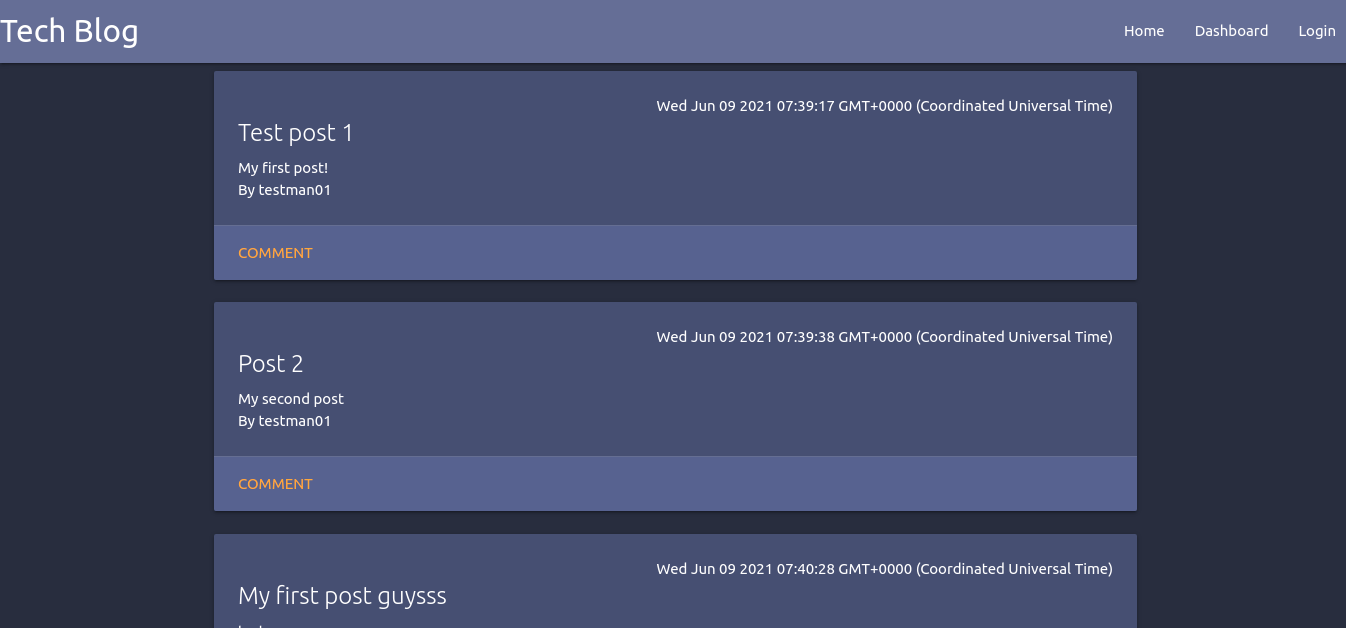 Tech Blog
Home Dashboard Login
Wed Jun 09 2021 07:39:17 GMT+0000 (Coordinated Universal Time)
Test post 1
My first post!
By testman01
COMMENT
Wed Jun 09 2021 07:39:38 GMT+0000 (Coordinated Universal Time)
Post 2
My second post
By testman01
COMMENT
Wed Jun 09 2021 07:40:28 GMT+0000 (Coordinated Universal Time)
My first post guysss